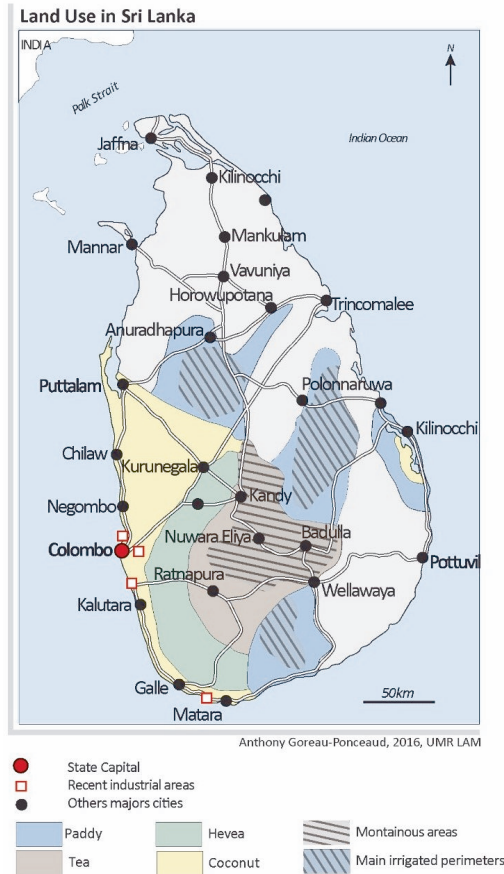 Land Use in Sri Lanka
INDIA
N
Palk Strait
Indian Ocean
Jaffna
Kilinocchi
Mankulam
Mannar
Vavuniya
Horowupotana
Trincomalee
Anuradhapura
Puttalam
Polonnaruwa
Kilinocchi
Chilaw
Kurunegala
Negombo
Kandy
Colombo
Nuwara Eliya
Badulla
Pottuvil
Ratnapura
Wellawaya
Kalutara
Galle
50km
Matara
Anthony Goreau-Ponceaud, 2016, UMR LAM
State Capital
Recent industrial areas
Others majors cities
Paddy
Hevea
Montainous areas
Tea
Coconut
Main irrigated perimeters